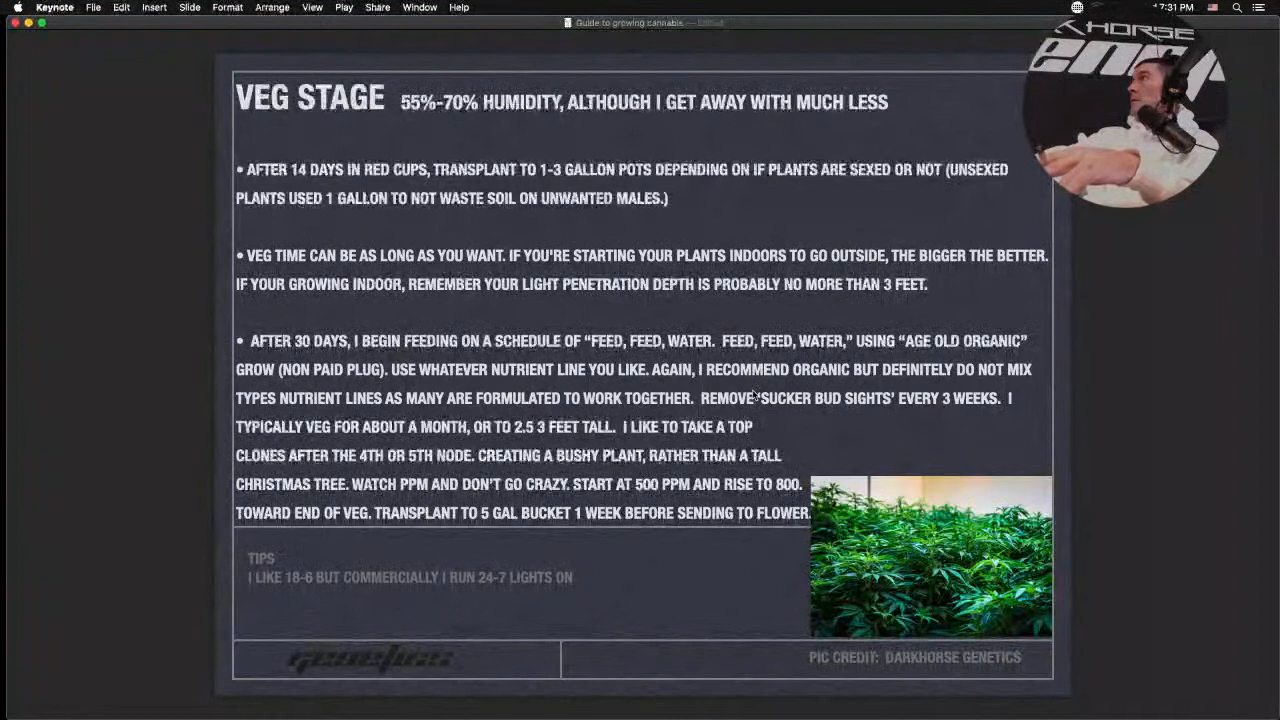 Keynote File Edit Insert Slide Format Arrange View Play Share Window Help 7:31 PM
Guide to growing cannabis — Edited
HORSE
VEG STAGE 55%-70% HUMIDITY, ALTHOUGH I GET AWAY WITH MUCH LESS
• AFTER 14 DAYS IN RED CUPS, TRANSPLANT TO 1-3 GALLON POTS DEPENDING ON IF PLANTS ARE SEXED OR NOT (UNSEXED
PLANTS USED 1 GALLON TO NOT WASTE SOIL ON UNWANTED MALES.)
• VEG TIME CAN BE AS LONG AS YOU WANT. IF YOU'RE STARTING YOUR PLANTS INDOORS TO GO OUTSIDE, THE BIGGER THE BETTER.
IF YOUR GROWING INDOOR, REMEMBER YOUR LIGHT PENETRATION DEPTH IS PROBABLY NO MORE THAN 3 FEET.
• AFTER 30 DAYS, I BEGIN FEEDING ON A SCHEDULE OF “FEED, FEED, WATER. FEED, FEED, WATER,” USING “AGE OLD ORGANIC”
GROW (NON PAID PLUG). USE WHATEVER NUTRIENT LINE YOU LIKE. AGAIN, I RECOMMEND ORGANIC BUT DEFINITELY DO NOT MIX
TYPES NUTRIENT LINES AS MANY ARE FORMULATED TO WORK TOGETHER. REMOVE ‘SUCKER BUD SIGHTS’ EVERY 3 WEEKS. I
TYPICALLY VEG FOR ABOUT A MONTH, OR TO 2.5 3 FEET TALL. I LIKE TO TAKE A TOP
CLONES AFTER THE 4TH OR 5TH NODE. CREATING A BUSHY PLANT, RATHER THAN A TALL
CHRISTMAS TREE. WATCH PPM AND DON’T GO CRAZY. START AT 500 PPM AND RISE TO 800.
TOWARD END OF VEG. TRANSPLANT TO 5 GAL BUCKET 1 WEEK BEFORE SENDING TO FLOWER.
TIPS
I LIKE 18-6 BUT COMMERCIALLY I RUN 24-7 LIGHTS ON
GENETICS
PIC CREDIT: DARKHORSE GENETICS